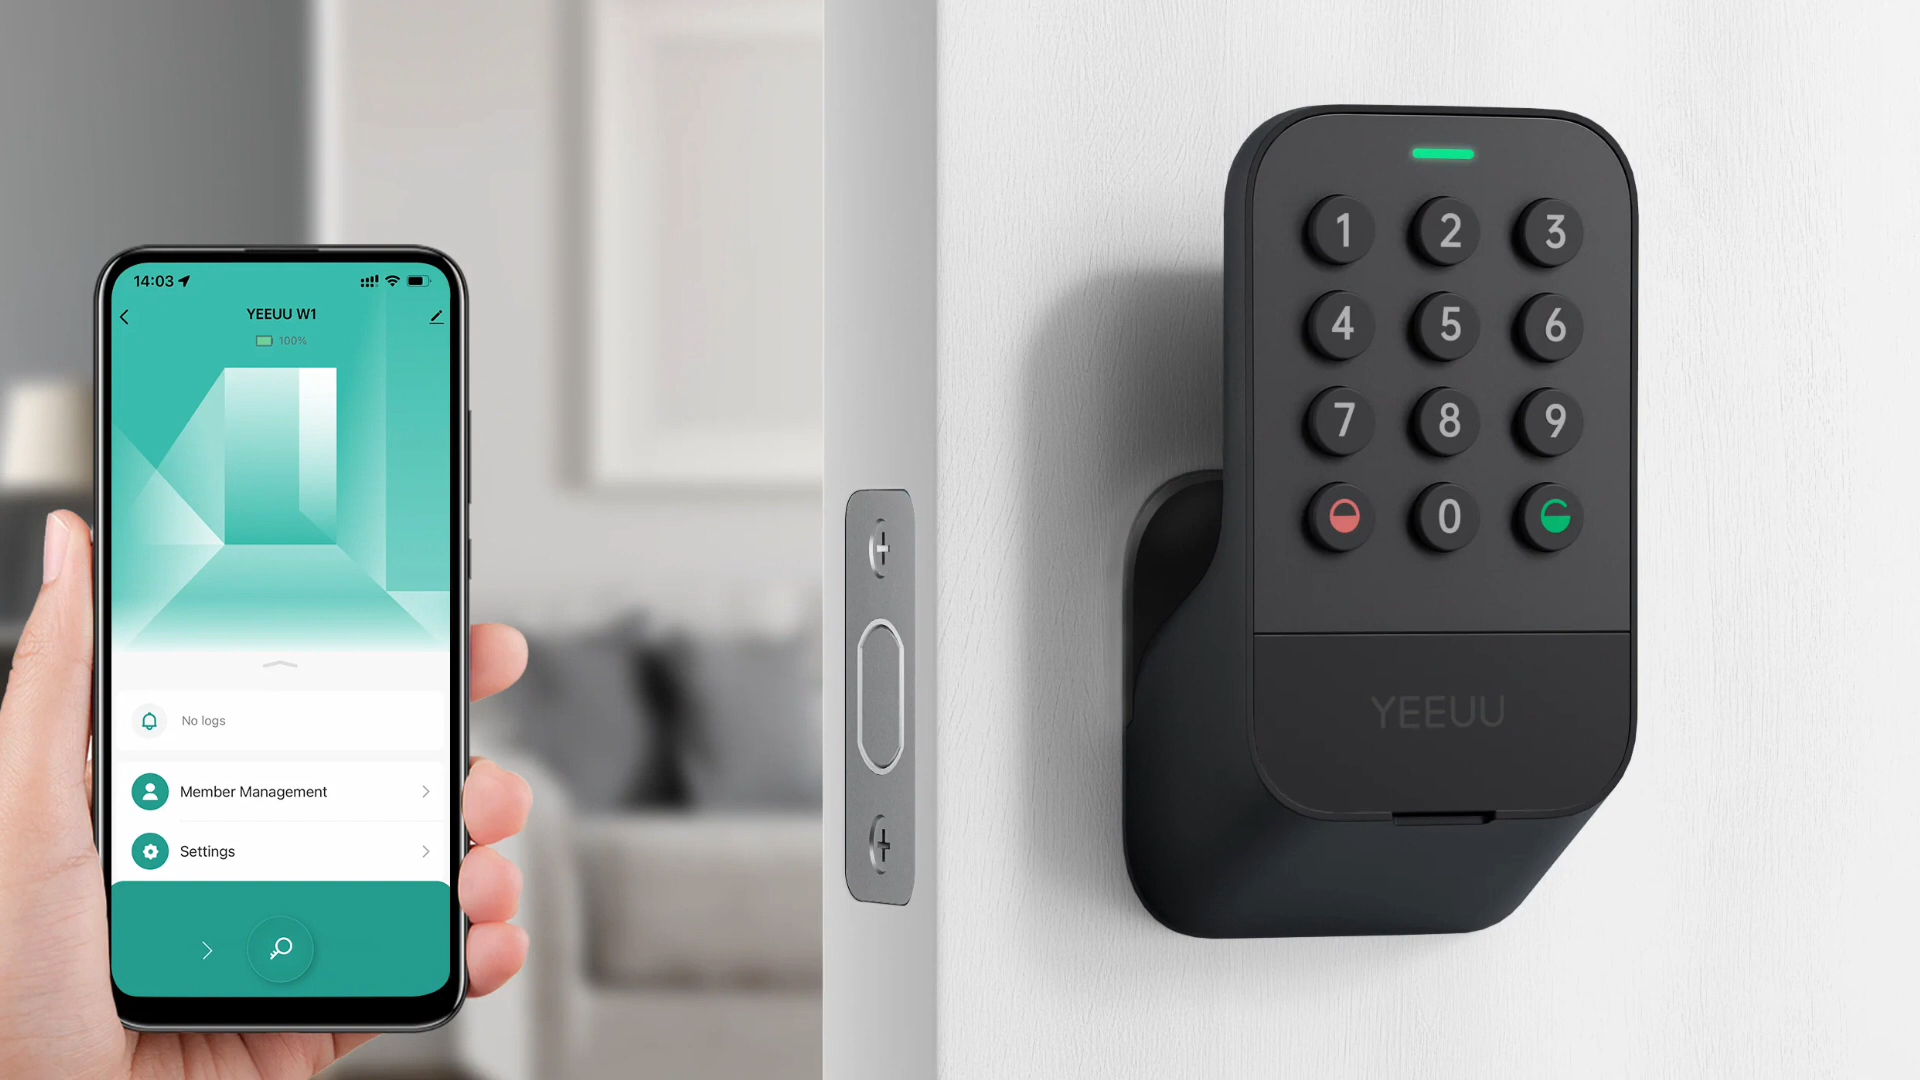 14:03
YEEUU W1
100%
No logs
Member Management
Settings
1 2 3
4 5 6
7 8 9
0
YEEUU